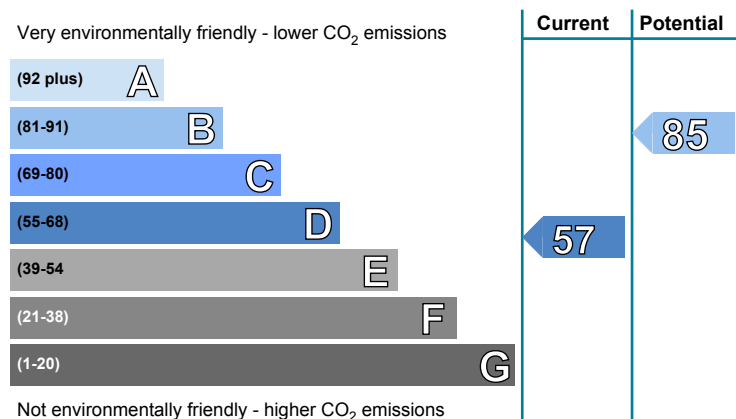 Very environmentally friendly - lower CO2 emissions
Current
Potential
(92 plus) A
(81-91) B
(69-80) C
(55-68) D
(39-54 E
(21-38) F
(1-20) G
57
85
Not environmentally friendly - higher CO2 emissions